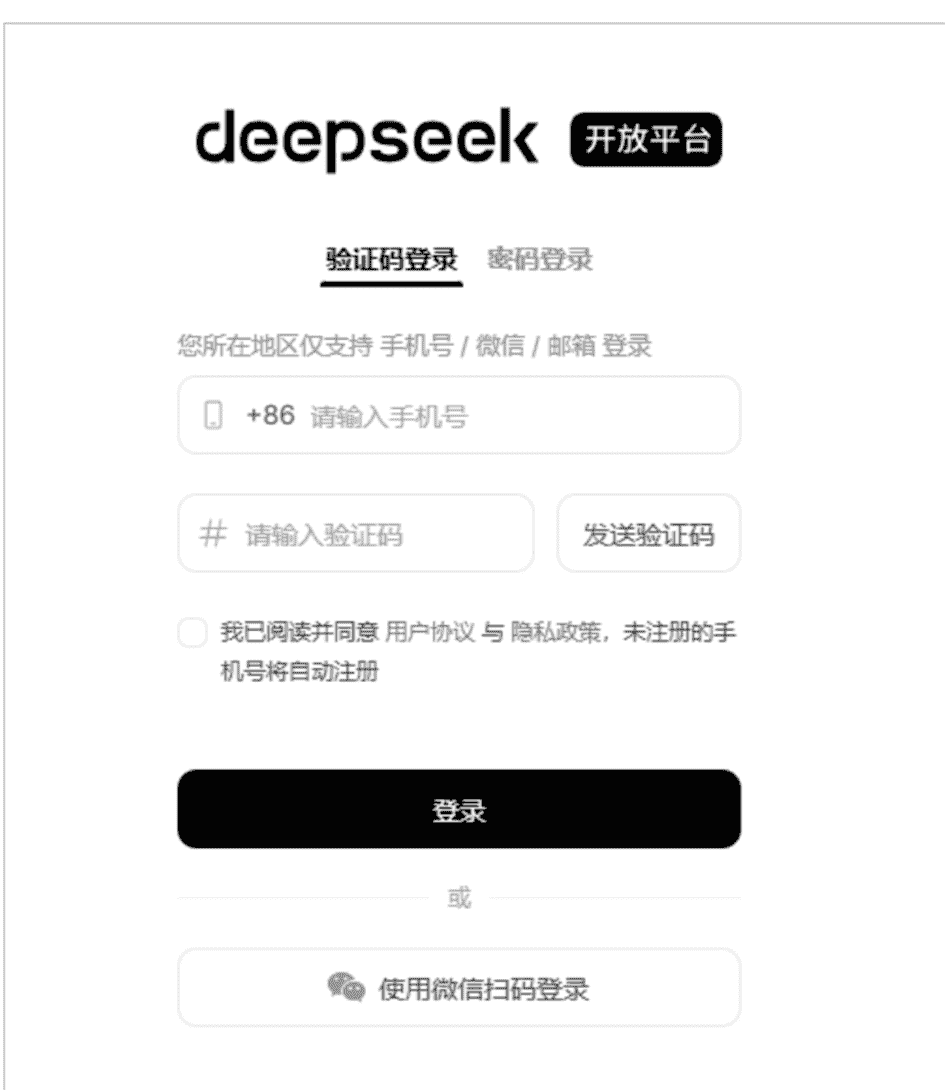 deepseek 开放平台
验证码登录 密码登录
您所在地区仅支持 手机号 / 微信 / 邮箱 登录
+86 请输入手机号
# 请输入验证码 发送验证码
我已阅读并同意 用户协议 与 隐私政策，未注册的手
机号将自动注册
登录
或
使用微信扫码登录